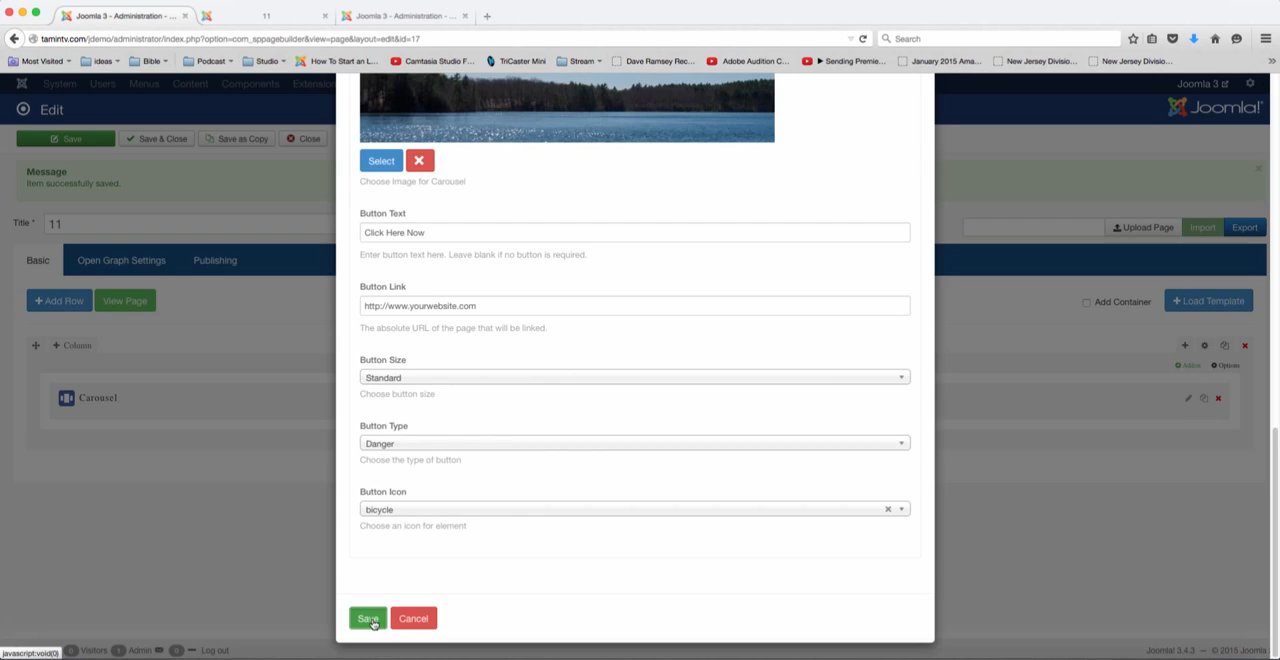 Joomla 3 - Administration - ...
11
Joomla 3 - Administration - ...
tamintv.com/jdemo/administrator/index.php?option=com_sppagebuilder&view=page&layout=edit&id=17
Search
Most Visited
ideas
Bible
Podcast
Studio
How To Start an L...
Camtasia Studio F...
TriCaster Mini
Stream
Dave Ramsey Rec...
Adobe Audition C...
Sending Premie...
January 2015 Ama...
New Jersey Divisio...
New Jersey Divisio...
System Users Menus Content Components Extension
Joomla 3
Edit
Joomla!
Save
Save & Close
Save as Copy
Close
Message
Item successfully saved.
Title *
11
Upload Page
Import
Export
Basic
Open Graph Settings
Publishing
Add Row
View Page
Add Container
Load Template
Column
Addon
Options
Carousel
Select
Choose Image for Carousel
Button Text
Click Here Now
Enter button text here. Leave blank if no button is required.
Button Link
http://www.yourwebsite.com
The absolute URL of the page that will be linked.
Button Size
Standard
Choose button size
Button Type
Danger
Choose the type of button
Button Icon
bicycle
Choose an icon for element
Save
Cancel
javascript:void(0)
0 Visitors
1 Admin
0
Log out
Joomla! 3.4.3 — © 2015 Joomla